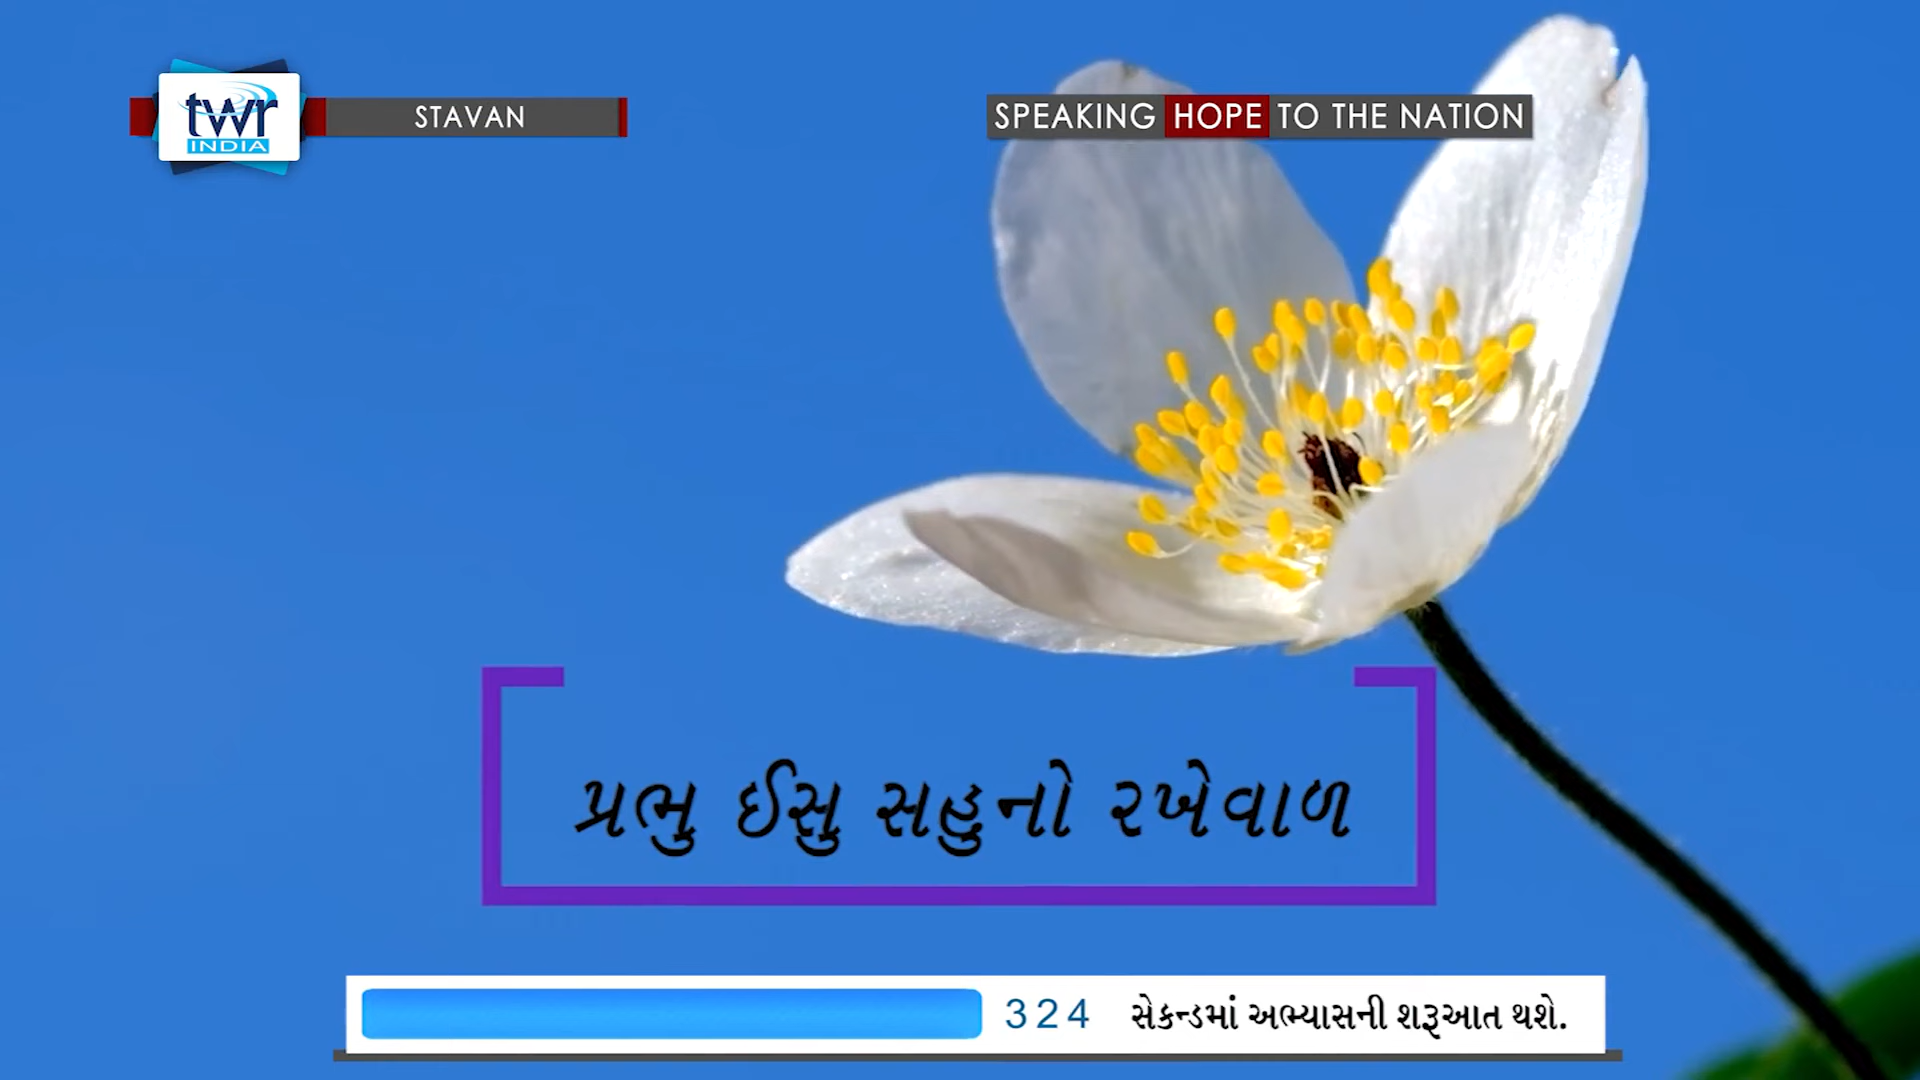 twr
INDIA
STAVAN
SPEAKING HOPE TO THE NATION
પ્રભુ ઈસુ સહુનો રખેવાળ
324 સેકન્ડમાં અભ્યાસની શરૂઆત થશે.